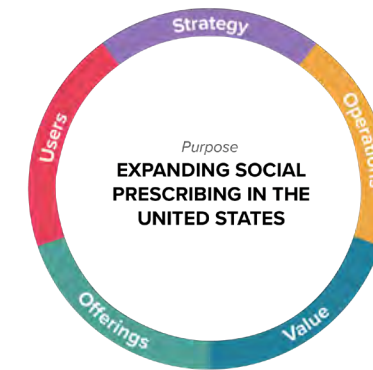 Strategy
Operations
Users
Purpose
EXPANDING SOCIAL
PRESCRIBING IN THE
UNITED STATES
Offerings
Value